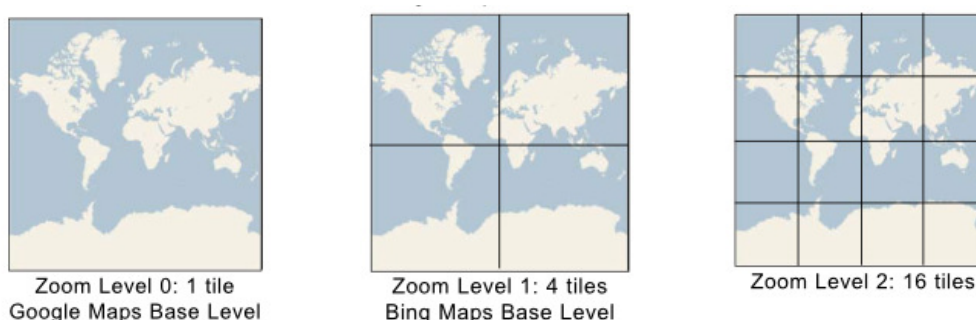 Zoom Level 0: 1 tile
Google Maps Base Level
Zoom Level 1: 4 tiles
Bing Maps Base Level
Zoom Level 2: 16 tiles